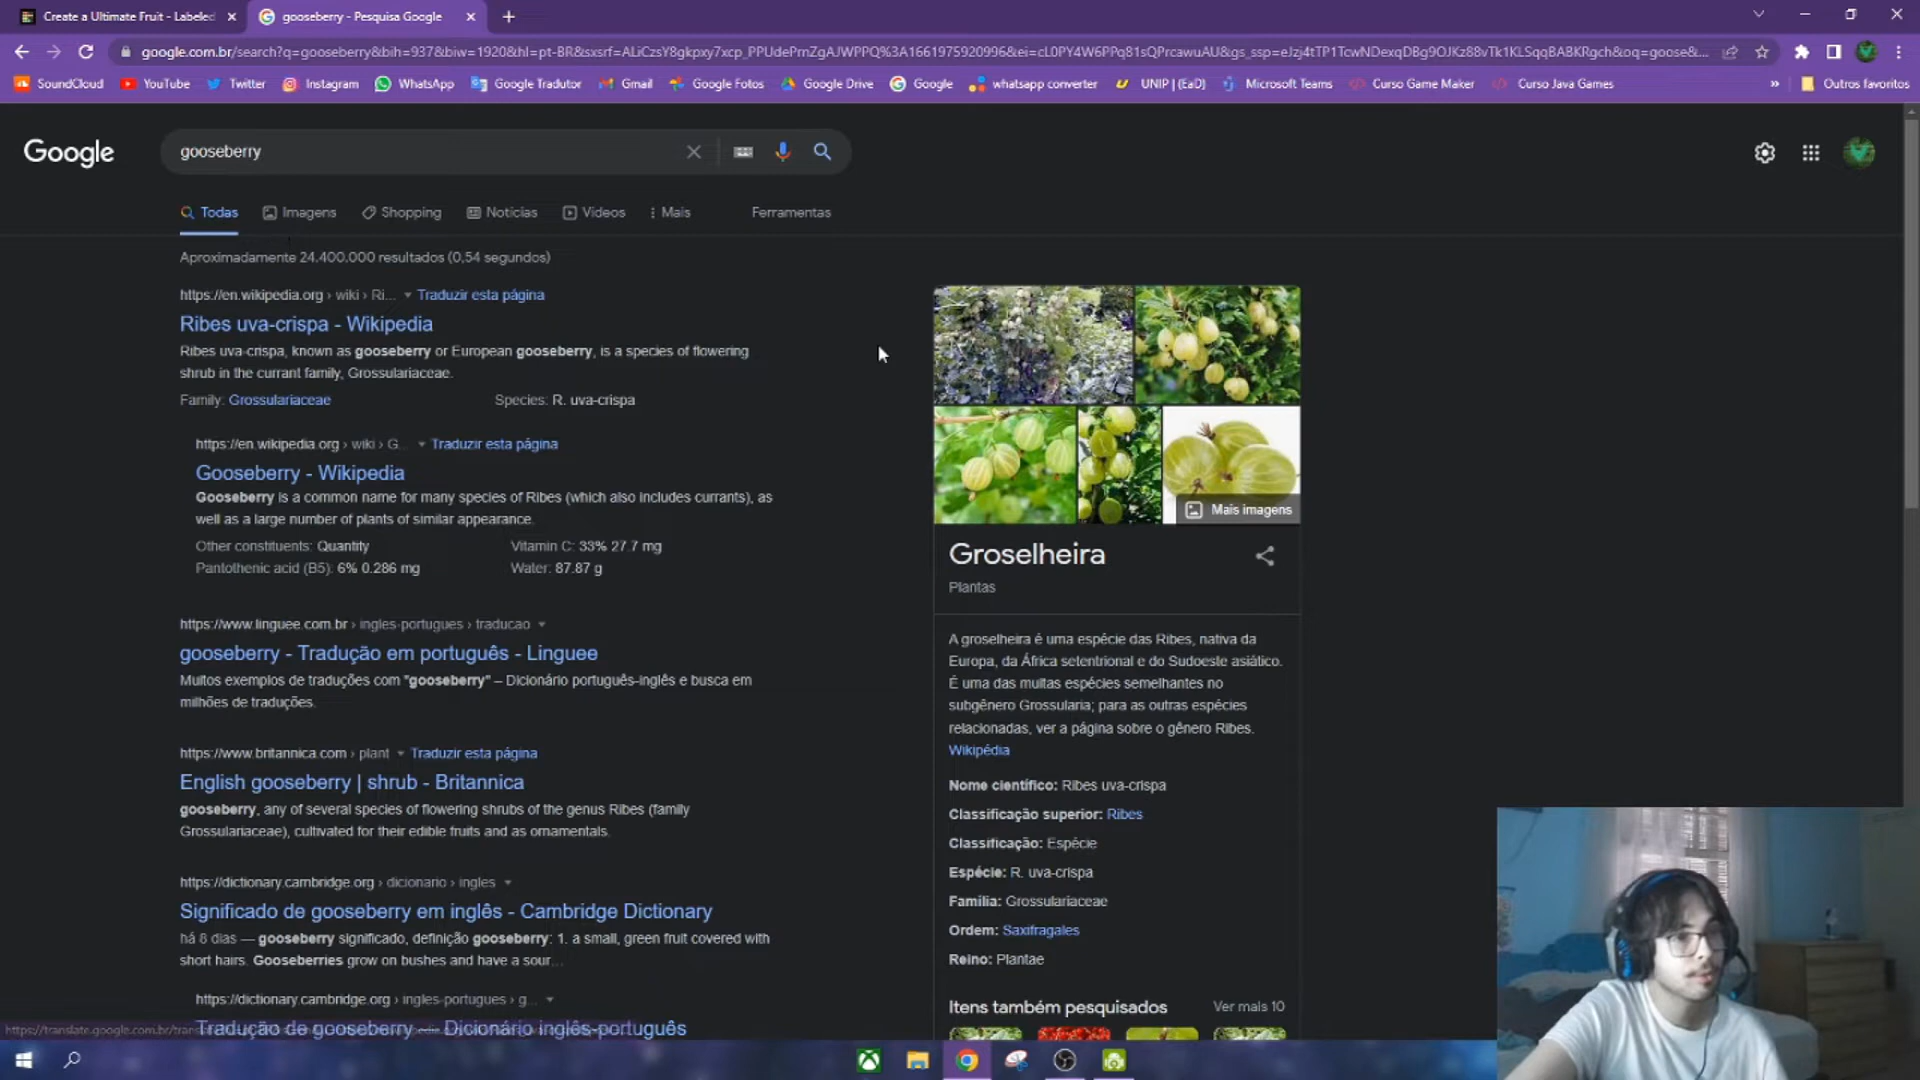 Create a Ultimate Fruit - Labeled
gooseberry - Pesquisa Google
SoundCloud YouTube Twitter Instagram WhatsApp Google Tradutor Gmail Google Fotos Google Drive Google whatsapp converter UNIP | (EaD) Microsoft Teams Curso Game Maker Curso Java Games » Outros favoritos
Google
gooseberry
Todas Imagens Shopping Notícias Vídeos Mais Ferramentas
Aproximadamente 24.400.000 resultados (0,54 segundos)
https://en.wikipedia.org › wiki › Ri... Traduzir esta página
Ribes uva-crispa - Wikipedia
Ribes uva-crispa, known as gooseberry or European gooseberry, is a species of flowering
shrub in the currant family, Grossulariaceae.
Family: Grossulariaceae Species: R. uva-crispa
https://en.wikipedia.org › wiki › G... Traduzir esta página
Gooseberry - Wikipedia
Gooseberry is a common name for many species of Ribes (which also includes currants), as
well as a large number of plants of similar appearance.
Other constituents: Quantity Vitamin C: 33% 27.7 mg
Pantothenic acid (B5): 6% 0.286 mg Water: 87.87 g
https://www.linguee.com.br › ingles-portugues › traducao
gooseberry - Tradução em português - Linguee
Muitos exemplos de traduções com "gooseberry" – Dicionário português-inglês e busca em
milhões de traduções.
https://www.britannica.com › plant Traduzir esta página
English gooseberry | shrub - Britannica
gooseberry, any of several species of flowering shrubs of the genus Ribes (family
Grossulariaceae), cultivated for their edible fruits and as ornamentals.
https://dictionary.cambridge.org › dicionario › ingles
Significado de gooseberry em inglês - Cambridge Dictionary
há 8 dias — gooseberry significado, definição gooseberry: 1. a small, green fruit covered with
short hairs. Gooseberries grow on bushes and have a sour...
https://dictionary.cambridge.org › ingles-portugues › g...
Tradução de gooseberry — Dicionário inglês-português
Mais imagens
Groselheira
Plantas
A groselheira é uma espécie das Ribes, nativa da
Europa, da África setentrional e do Sudoeste asiático.
É uma das muitas espécies semelhantes no
subgênero Grossularia; para as outras espécies
relacionadas, ver a página sobre o gênero Ribes.
Wikipédia
Nome científico: Ribes uva-crispa
Classificação superior: Ribes
Classificação: Espécie
Espécie: R. uva-crispa
Família: Grossulariaceae
Ordem: Saxifragales
Reino: Plantae
Itens também pesquisados Ver mais 10